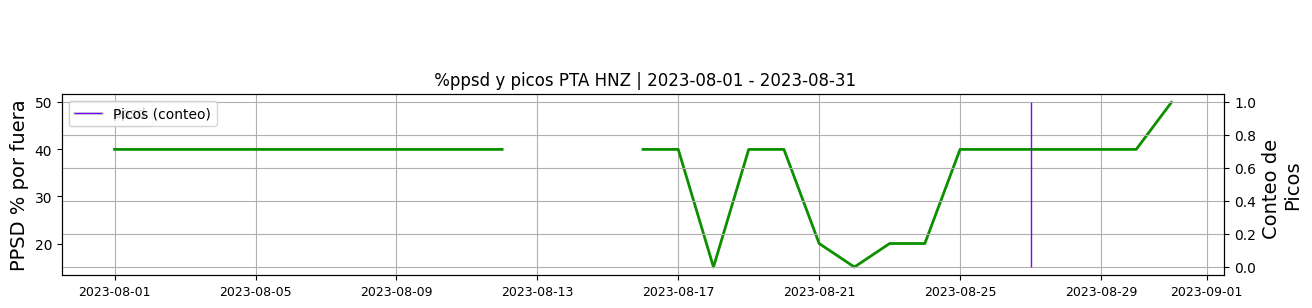 %ppsd y picos PTA HNZ | 2023-08-01 - 2023-08-31
PPSD % por fuera
50
40
30
20
Picos (conteo)
1.0
0.8
0.6
0.4
0.2
0.0
Conteo de
Picos
2023-08-01 2023-08-05 2023-08-09 2023-08-13 2023-08-17 2023-08-21 2023-08-25 2023-08-29 2023-09-01